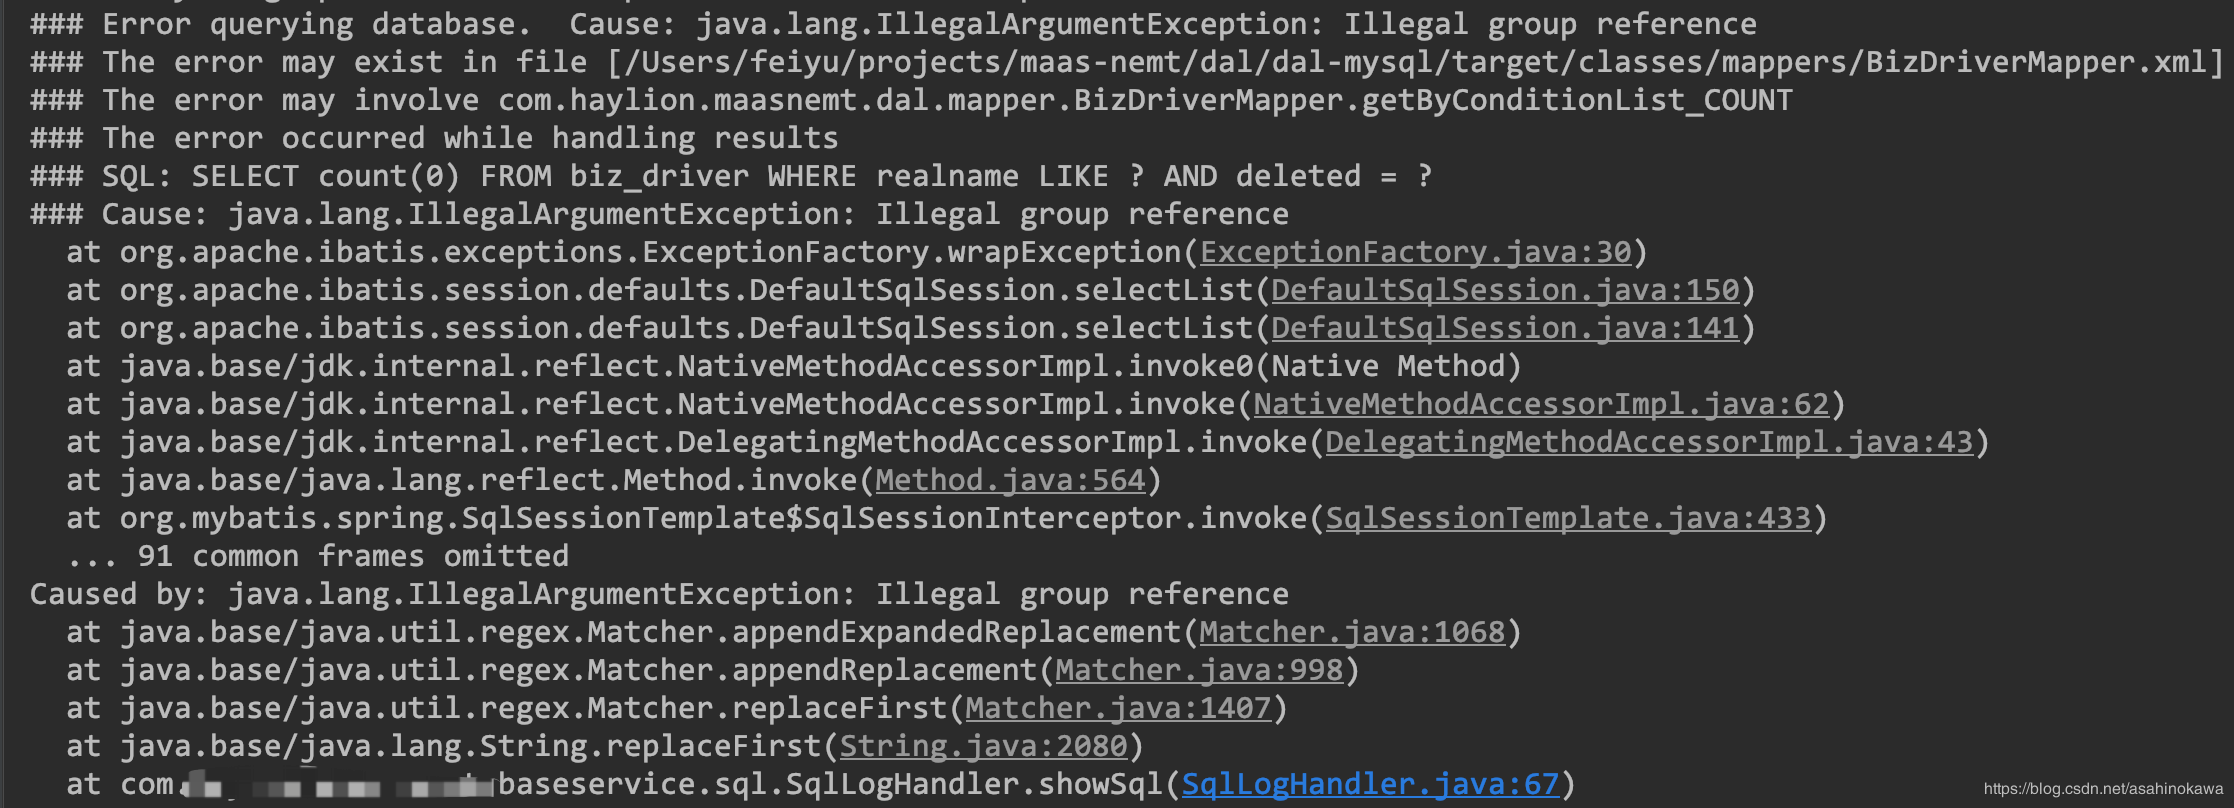 ### Error querying database.  Cause: java.lang.IllegalArgumentException: Illegal group reference
### The error may exist in file [/Users/feiyu/projects/maas-nemt/dal/dal-mysql/target/classes/mappers/BizDriverMapper.xml]
### The error may involve com.haylion.maasnemt.dal.mapper.BizDriverMapper.getByConditionList_COUNT
### The error occurred while handling results
### SQL: SELECT count(0) FROM biz_driver WHERE realname LIKE ? AND deleted = ?
### Cause: java.lang.IllegalArgumentException: Illegal group reference
at org.apache.ibatis.exceptions.ExceptionFactory.wrapException(ExceptionFactory.java:30)
at org.apache.ibatis.session.defaults.DefaultSqlSession.selectList(DefaultSqlSession.java:150)
at org.apache.ibatis.session.defaults.DefaultSqlSession.selectList(DefaultSqlSession.java:141)
at java.base/jdk.internal.reflect.NativeMethodAccessorImpl.invoke0(Native Method)
at java.base/jdk.internal.reflect.NativeMethodAccessorImpl.invoke(NativeMethodAccessorImpl.java:62)
at java.base/jdk.internal.reflect.DelegatingMethodAccessorImpl.invoke(DelegatingMethodAccessorImpl.java:43)
at java.base/java.lang.reflect.Method.invoke(Method.java:564)
at org.mybatis.spring.SqlSessionTemplate$SqlSessionInterceptor.invoke(SqlSessionTemplate.java:433)
... 91 common frames omitted
Caused by: java.lang.IllegalArgumentException: Illegal group reference
at java.base/java.util.regex.Matcher.appendExpandedReplacement(Matcher.java:1068)
at java.base/java.util.regex.Matcher.appendReplacement(Matcher.java:998)
at java.base/java.util.regex.Matcher.replaceFirst(Matcher.java:1407)
at java.base/java.lang.String.replaceFirst(String.java:2080)
at com. baseservice.sql.SqlLogHandler.showSql(SqlLogHandler.java:67)
https://blog.csdn.net/asahinokawa